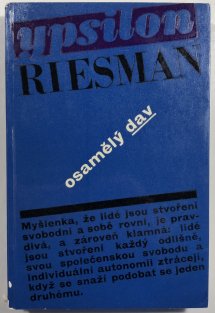 ypsilon
RIESMAN
osamělý dav
Myšlenka, že lidé jsou stvořeni
svobodni a sobě rovni, je prav-
divá, a zároveň klamná: lidé
jsou stvořeni každý odlišně,
svou společenskou svobodu a
individuální autonomii ztrácejí,
když se snaží podobat se jeden
druhému.